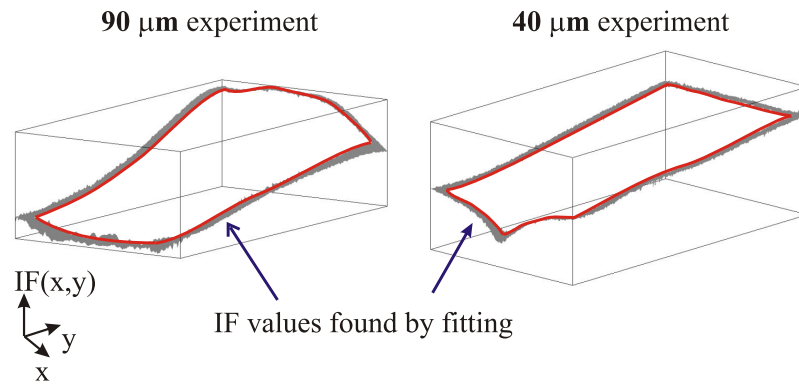 90 μm experiment
40 μm experiment
IF(x,y)
y
x
IF values found by fitting